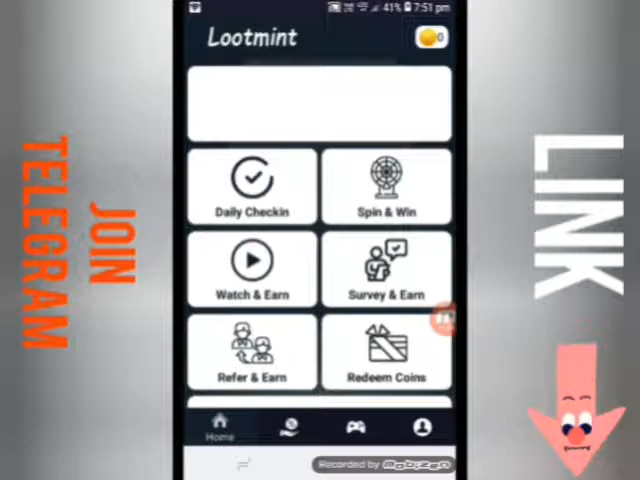 41% 7:51 pm
Lootmint
0
Daily Checkin
Spin & Win
Watch & Earn
Survey & Earn
Refer & Earn
Redeem Coins
Home
Recorded by Mobizen
JOIN
TELEGRAM
LINK